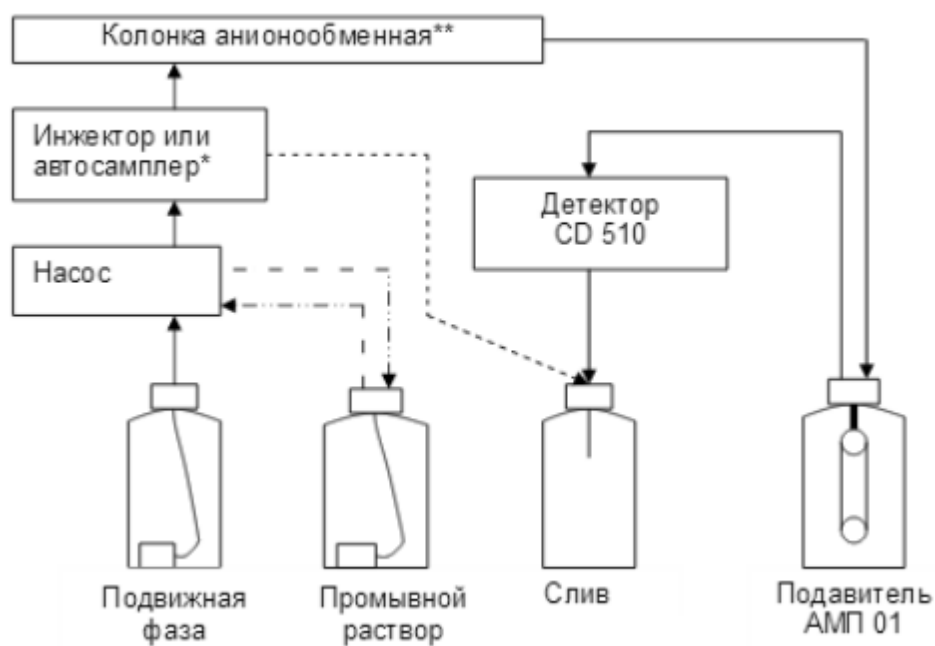 Колонка анионообменная**
Инжектор или
автосамплер*
Детектор
CD 510
Насос
Подвижная
фаза
Промывной
раствор
Слив
Подавитель
АМП 01